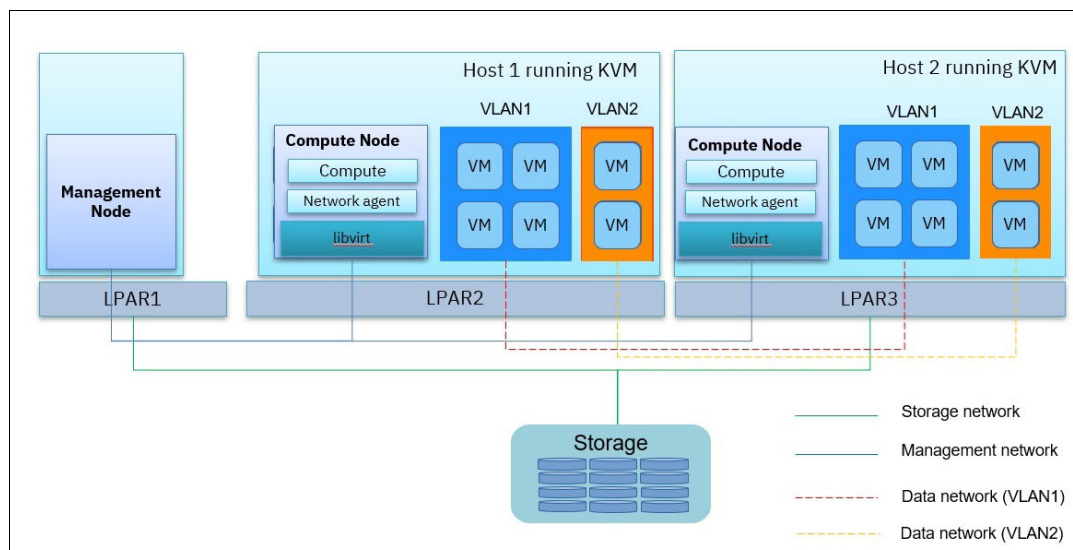 Management
Node
LPAR1
Host 1 running KVM
VLAN1
VLAN2
Compute Node
Compute
Network agent
libvirt
VM
VM
VM
VM
VM
VM
LPAR2
Host 2 running KVM
VLAN1
VLAN2
Compute Node
Compute
Network agent
libvirt
VM
VM
VM
VM
VM
VM
LPAR3
Storage
Storage network
Management network
Data network (VLAN1)
Data network (VLAN2)